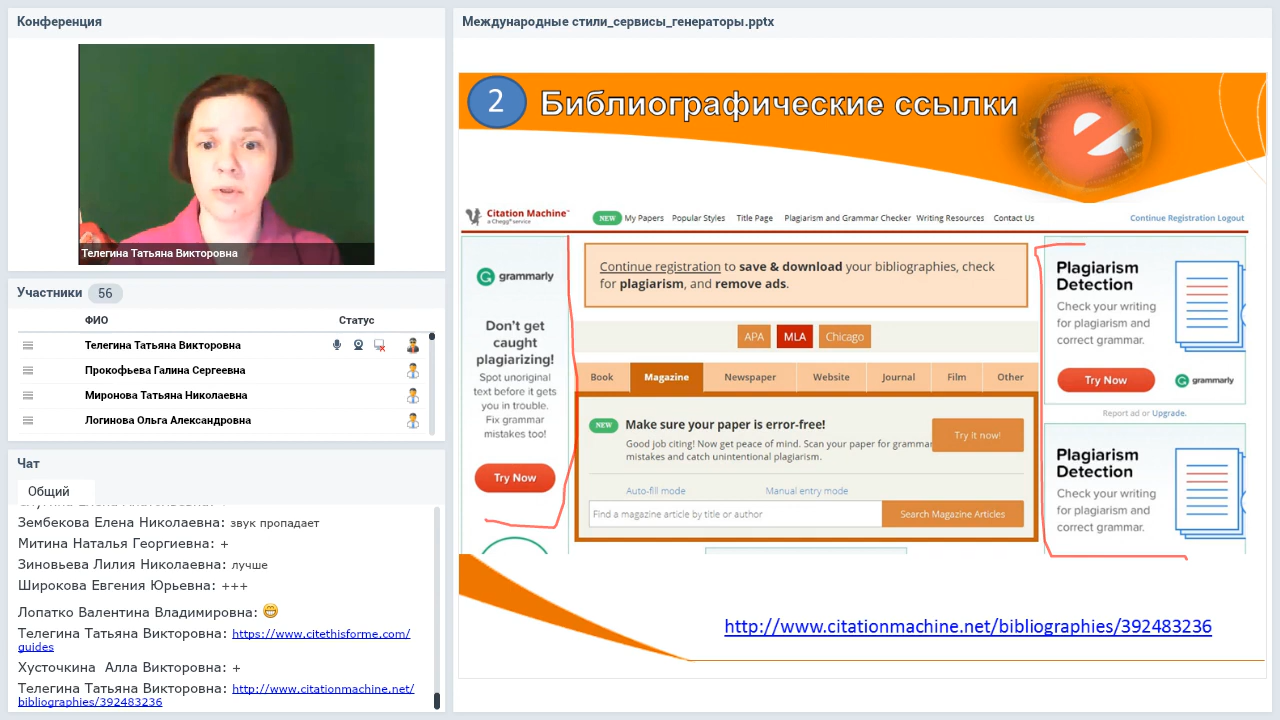 Конференция
Телегина Татьяна Викторовна
Участники 56
ФИО Статус
Телегина Татьяна Викторовна
Прокофьева Галина Сергеевна
Миронова Татьяна Николаевна
Логинова Ольга Александровна
Чат
Общий
Зембекова Елена Николаевна: звук пропадает
Митина Наталья Георгиевна: +
Зиновьева Лилия Николаевна: лучше
Широкова Евгения Юрьевна: +++
Лопатко Валентина Владимировна: 😁
Телегина Татьяна Викторовна: https://www.citethisforme.com/
guides
Хусточкина Алла Викторовна: +
Телегина Татьяна Викторовна: http://www.citationmachine.net/
bibliographies/392483236
Международные стили_сервисы_генераторы.pptx
2 Библиографические ссылки
Citation Machine™
a Chegg® service
NEW My Papers Popular Styles Title Page Plagiarism and Grammar Checker Writing Resources Contact Us Continue Registration Logout
grammarly
Don't get
caught
plagiarizing!
Spot unoriginal
text before it gets
you in trouble.
Fix grammar
mistakes too!
Try Now
Continue registration to save & download your bibliographies, check
for plagiarism, and remove ads.
APA MLA Chicago
Book Magazine Newspaper Website Journal Film Other
NEW Make sure your paper is error-free!
Good job citing! Now get peace of mind. Scan your paper for grammar
mistakes and catch unintentional plagiarism.
Try it now!
Auto-fill mode Manual entry mode
Find a magazine article by title or author Search Magazine Articles
Plagiarism
Detection
Check your writing
for plagiarism and
correct grammar.
Try Now grammarly
Report ad or Upgrade.
Plagiarism
Detection
Check your writing
for plagiarism and
correct grammar.
http://www.citationmachine.net/bibliographies/392483236